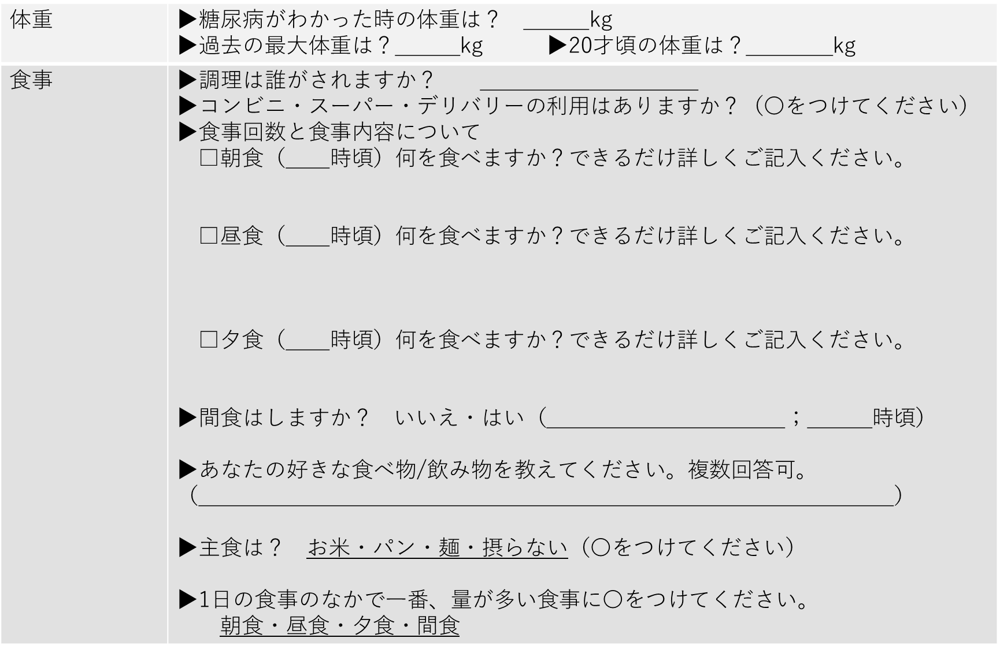 体重
▶糖尿病がわかった時の体重は？　______kg
▶過去の最大体重は？______kg　　　▶20才頃の体重は？________kg
食事
▶調理は誰がされますか？　　____________________
▶コンビニ・スーパー・デリバリーの利用はありますか？（〇をつけてください）
▶食事回数と食事内容について
□朝食（____時頃）何を食べますか？できるだけ詳しくご記入ください。
□昼食（____時頃）何を食べますか？できるだけ詳しくご記入ください。
□夕食（____時頃）何を食べますか？できるだけ詳しくご記入ください。
▶間食はしますか？　いいえ・はい（______________________；______時頃）
▶あなたの好きな食べ物/飲み物を教えてください。複数回答可。
（________________________________________________________________）
▶主食は？　お米・パン・麺・摂らない（〇をつけてください）
▶1日の食事のなかで一番、量が多い食事に〇をつけてください。
朝食・昼食・夕食・間食